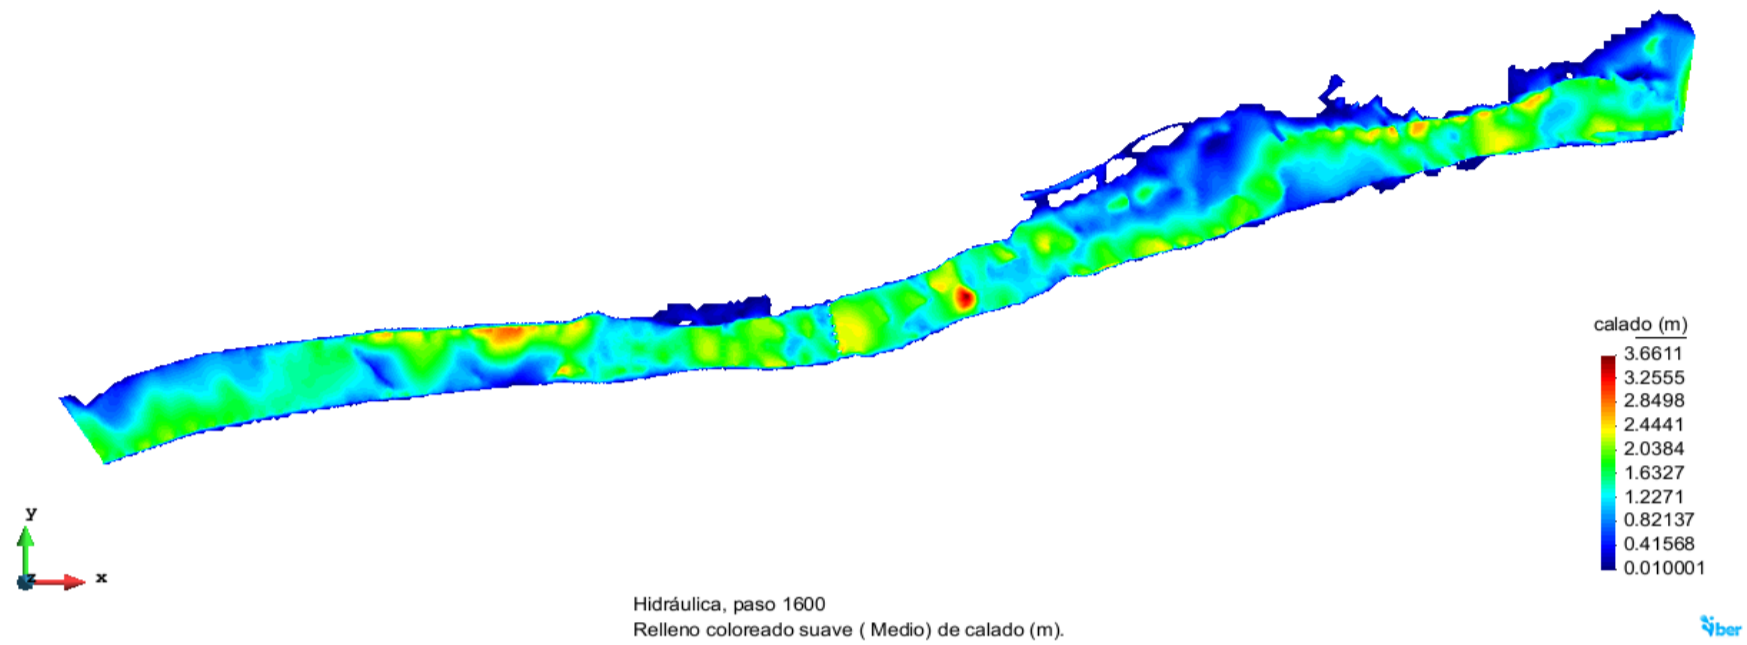 calado (m)
3.6611
3.2555
2.8498
2.4441
2.0384
1.6327
1.2271
0.82137
0.41568
0.010001
y
z
x
Hidráulica, paso 1600
Relleno coloreado suave ( Medio) de calado (m).
iber